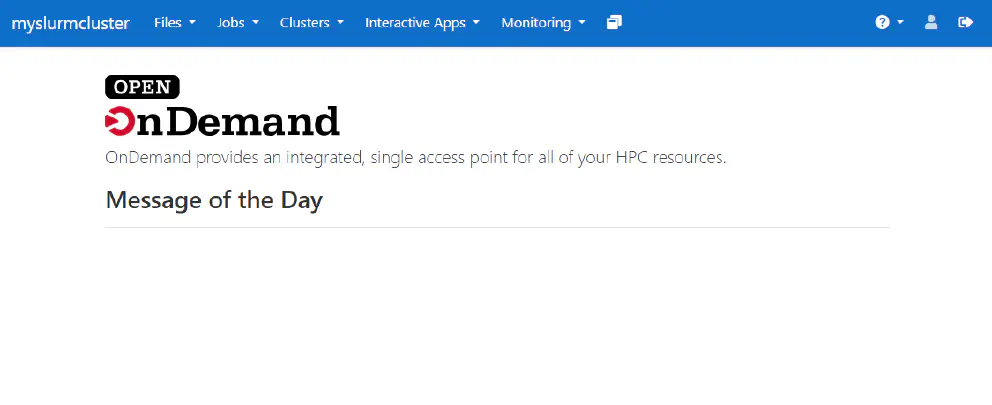 myslurmcluster Files Jobs Clusters Interactive Apps Monitoring
OPEN
OnDemand
OnDemand provides an integrated, single access point for all of your HPC resources.
Message of the Day